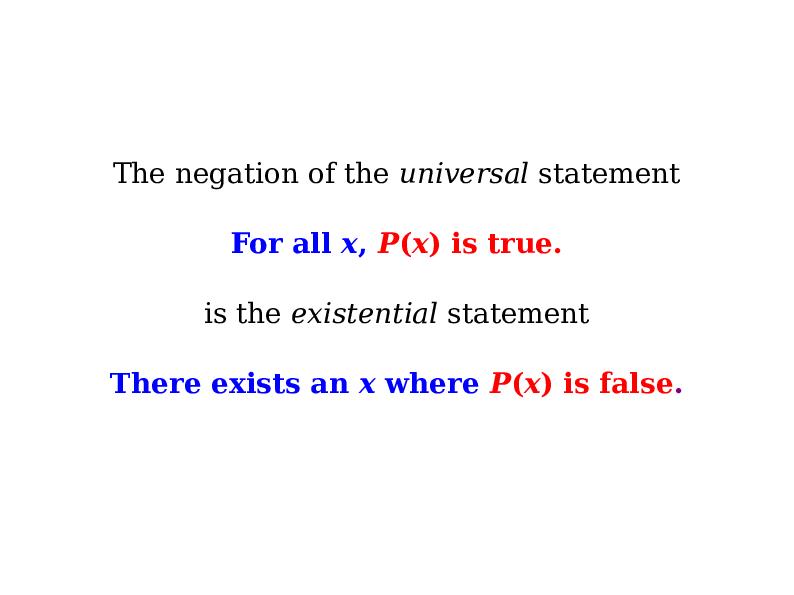 The negation of the universal statement
For all x, P(x) is true.
is the existential statement
There exists an x where P(x) is false.